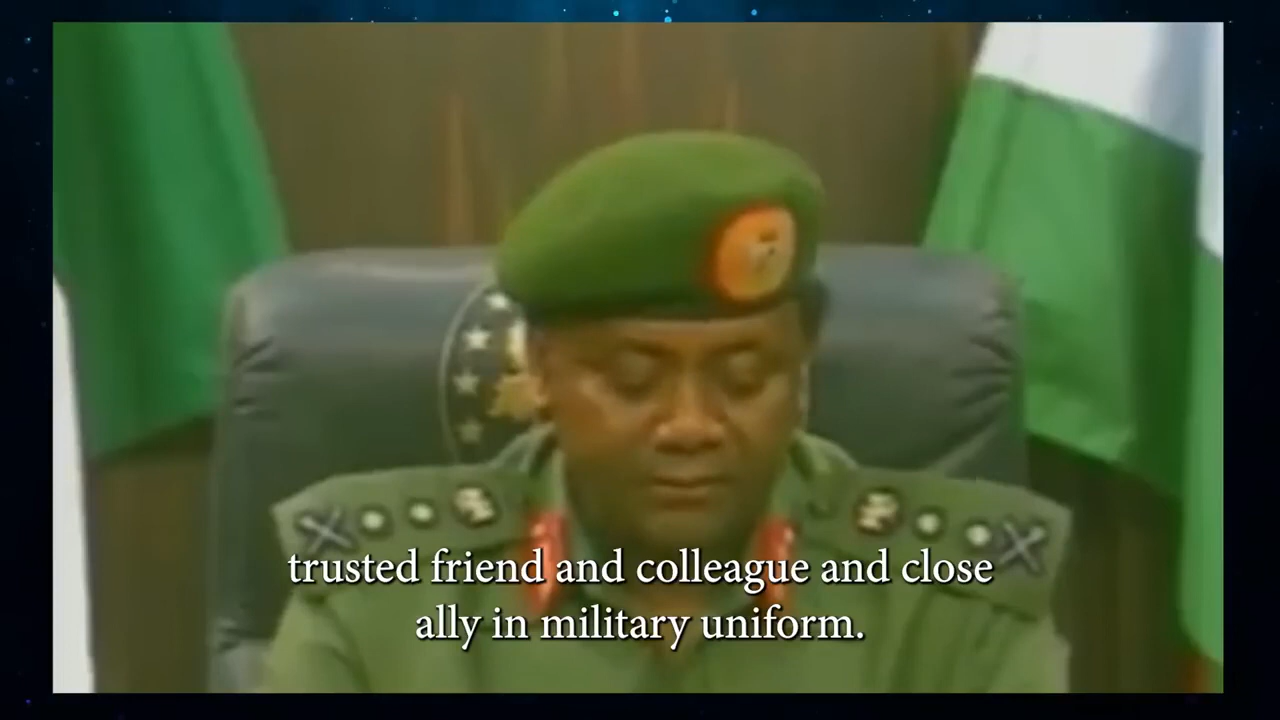 trusted friend and colleague and close
ally in military uniform.